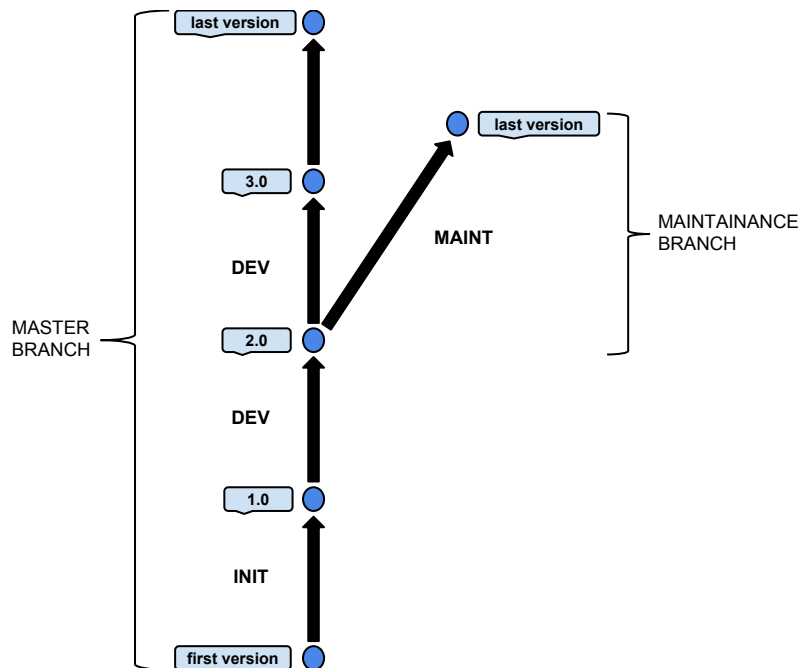 last version
last version
3.0
MAINT
MAINTAINANCE
BRANCH
DEV
MASTER
BRANCH
2.0
DEV
1.0
INIT
first version